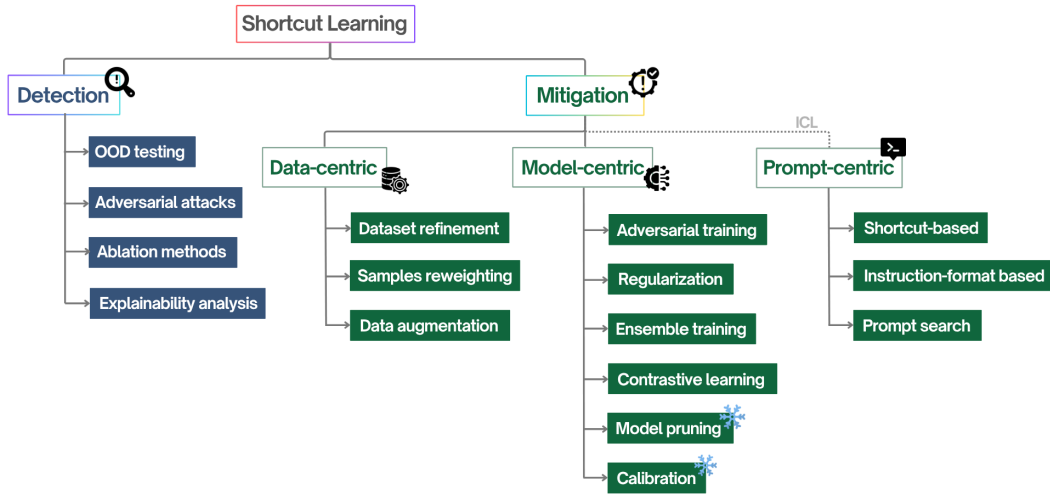 Shortcut Learning
Detection
Mitigation
ICL
OOD testing
Adversarial attacks
Ablation methods
Explainability analysis
Data-centric
Dataset refinement
Samples reweighting
Data augmentation
Model-centric
Adversarial training
Regularization
Ensemble training
Contrastive learning
Model pruning
Calibration
Prompt-centric
Shortcut-based
Instruction-format based
Prompt search